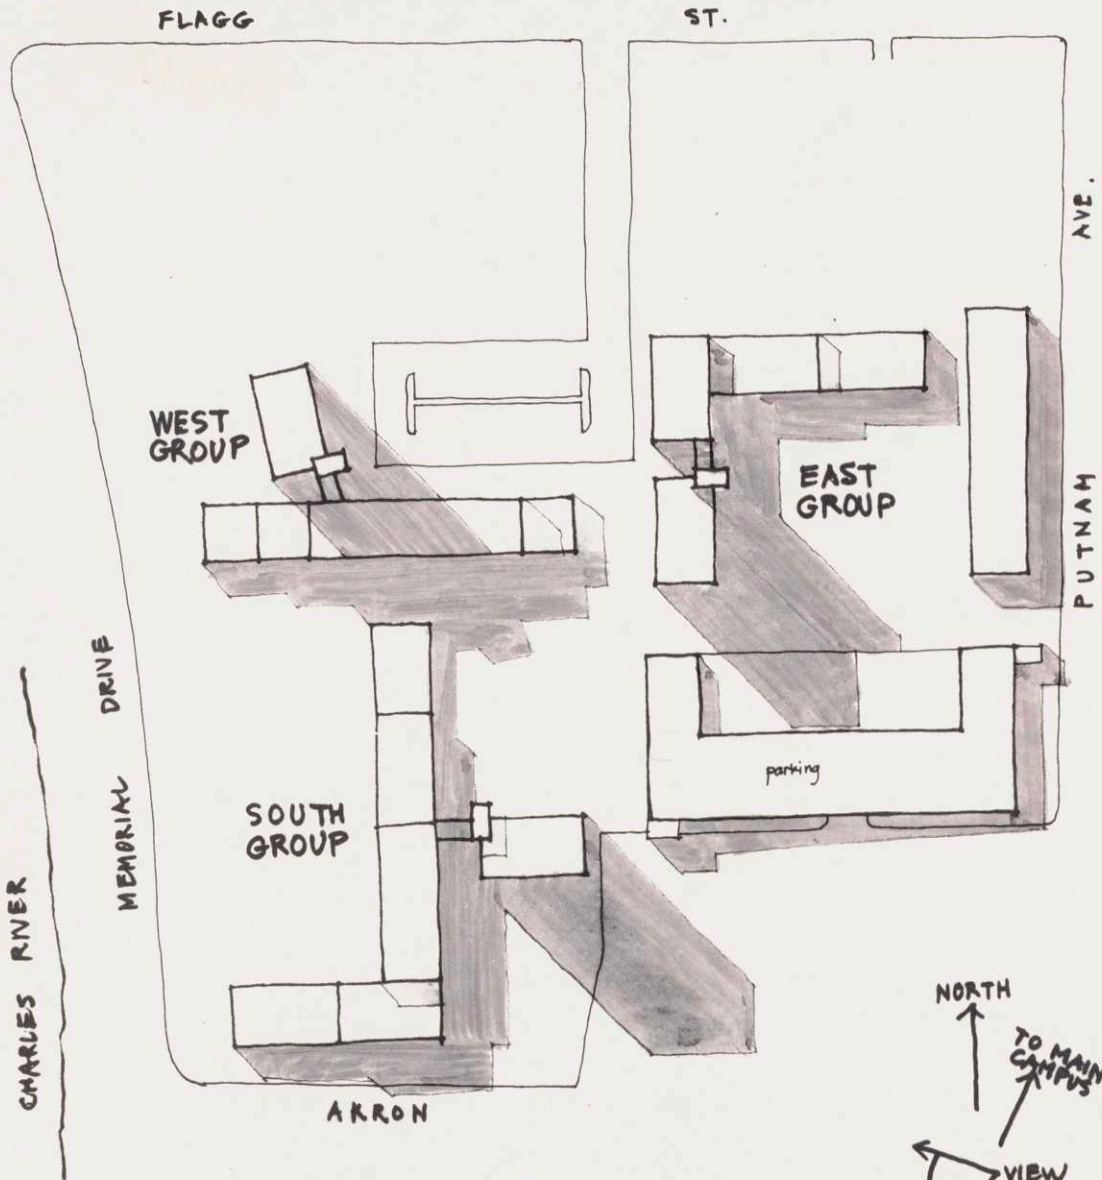 FLAGG ST.
AVE.
PUTNAM
WEST
GROUP
EAST
GROUP
MEMORIAL DRIVE
parking
SOUTH
GROUP
CHARLES RIVER
NORTH
TO MAIN
CAMPUS
AKRON
VIEW